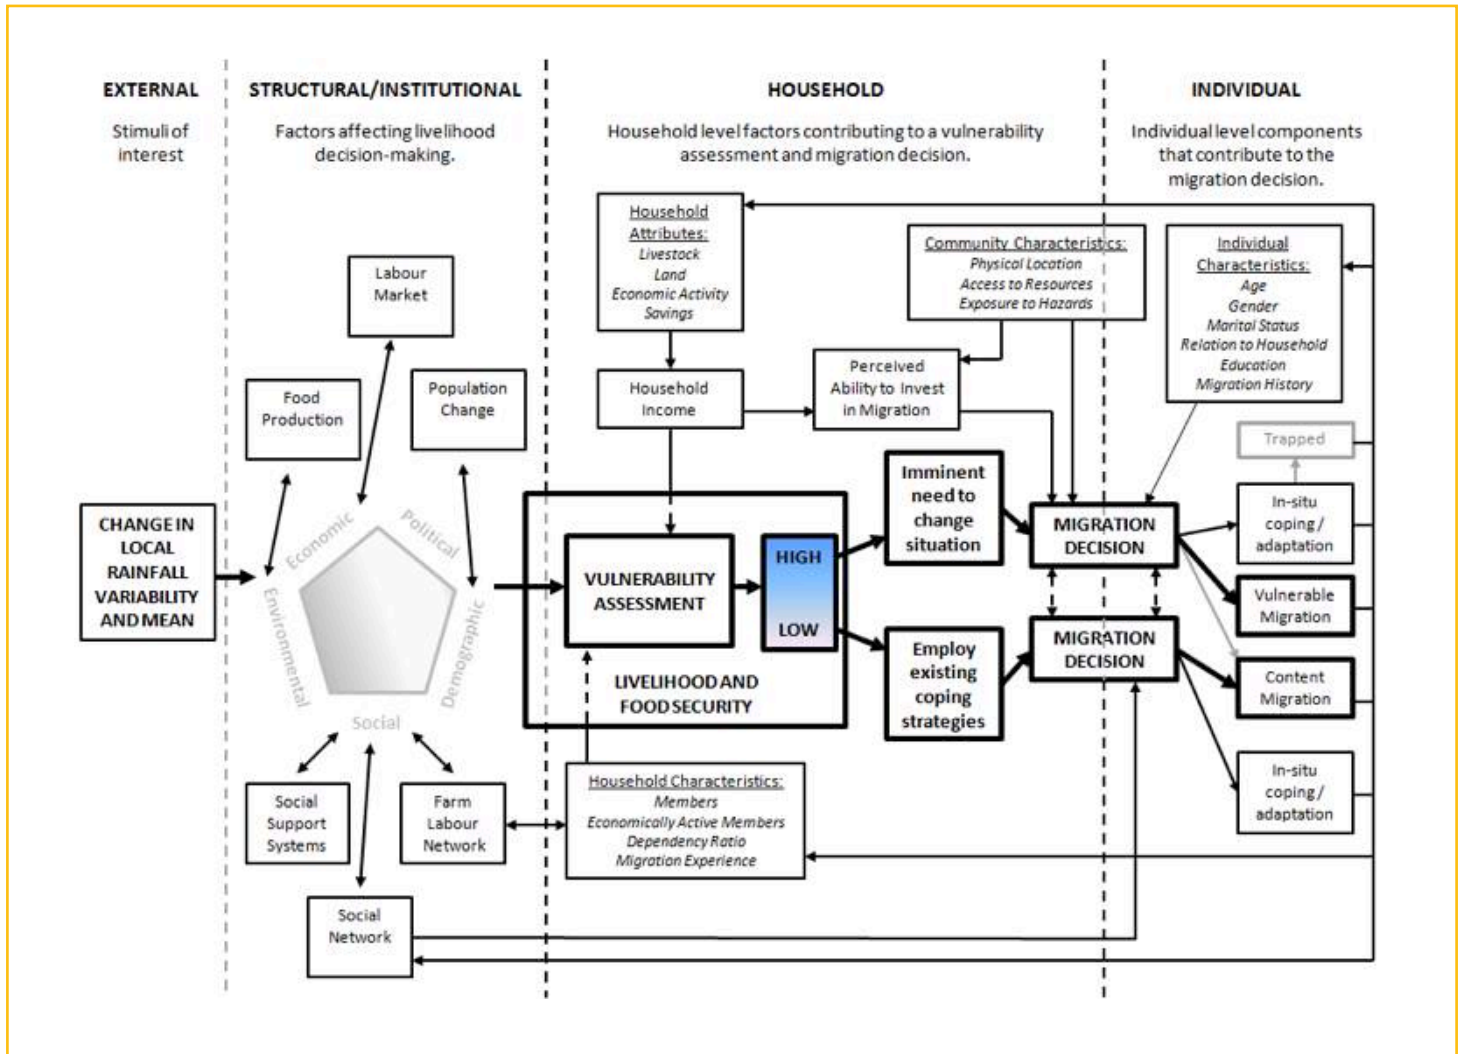 EXTERNAL
Stimuli of
interest
STRUCTURAL/INSTITUTIONAL
Factors affecting livelihood
decision-making.
HOUSEHOLD
Household level factors contributing to a vulnerability
assessment and migration decision.
INDIVIDUAL
Individual level components
that contribute to the
migration decision.
Household
Attributes:
Livestock
Land
Economic Activity
Savings
Community Characteristics:
Physical Location
Access to Resources
Exposure to Hazards
Individual
Characteristics:
Age
Gender
Marital Status
Relation to Household
Education
Migration History
Labour
Market
Food
Production
Population
Change
Household
Income
Perceived
Ability to Invest
in Migration
Trapped
CHANGE IN
LOCAL
RAINFALL
VARIABILITY
AND MEAN
Economic
Political
Environmental
Demographic
Social
VULNERABILITY
ASSESSMENT
HIGH
LOW
LIVELIHOOD AND
FOOD SECURITY
Imminent
need to
change
situation
Employ
existing
coping
strategies
MIGRATION
DECISION
MIGRATION
DECISION
In-situ
coping /
adaptation
Vulnerable
Migration
Content
Migration
In-situ
coping /
adaptation
Social
Support
Systems
Farm
Labour
Network
Household Characteristics:
Members
Economically Active Members
Dependency Ratio
Migration Experience
Social
Network